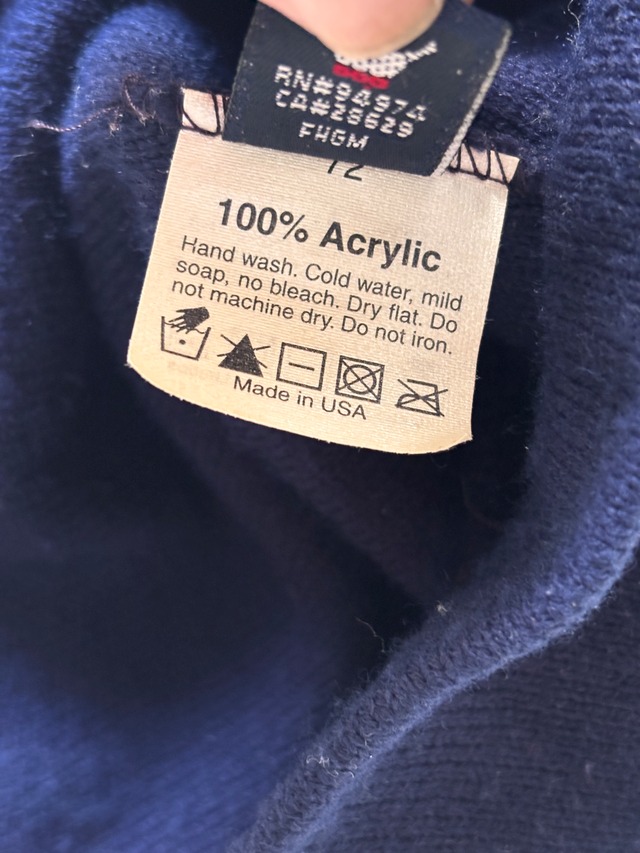 RN#94974
CA#28629
FHGM
72
100% Acrylic
Hand wash. Cold water, mild
soap, no bleach. Dry flat. Do
not machine dry. Do not iron.
Made in USA